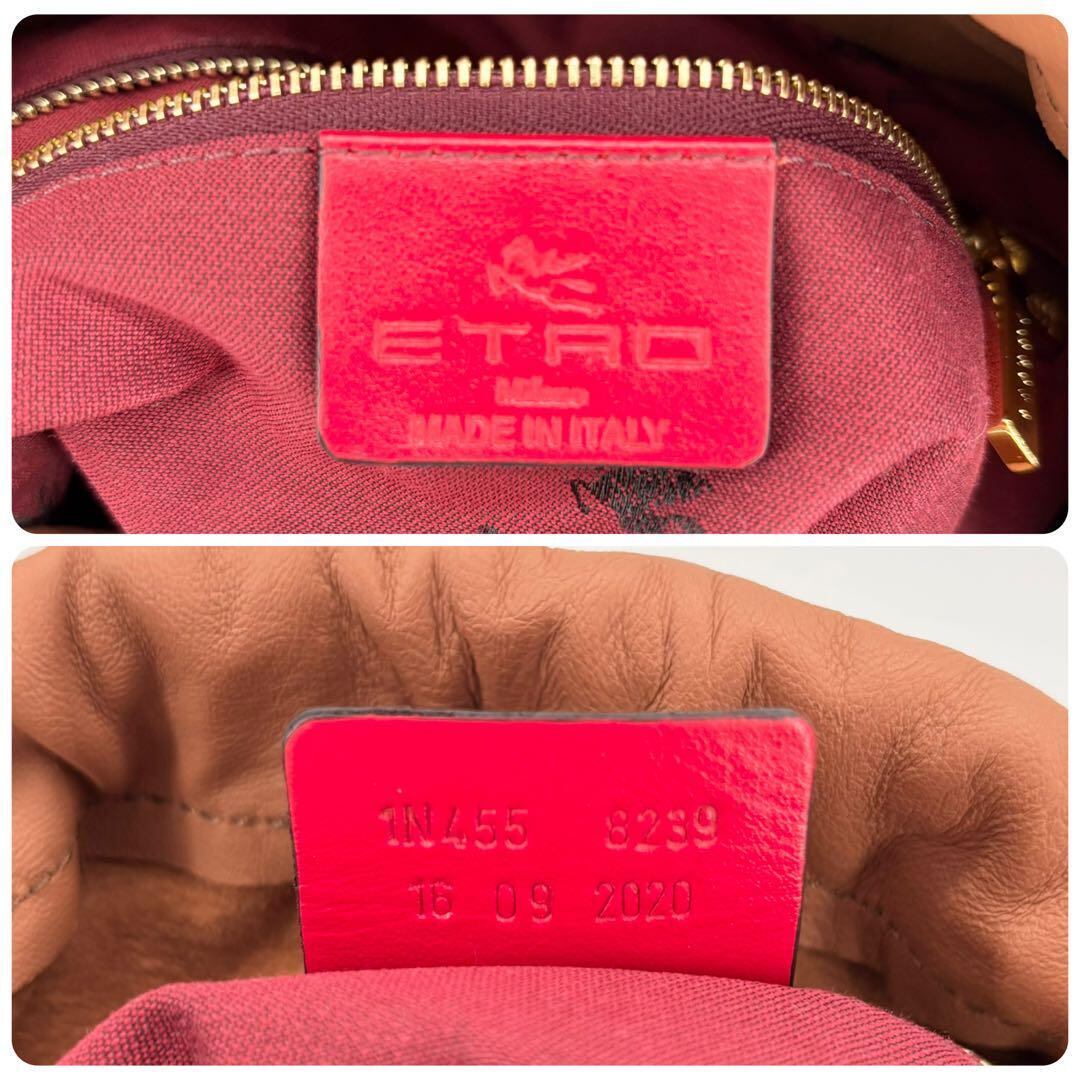 ETRO
Milano
MADE IN ITALY
1N455 8239
16 09 2020